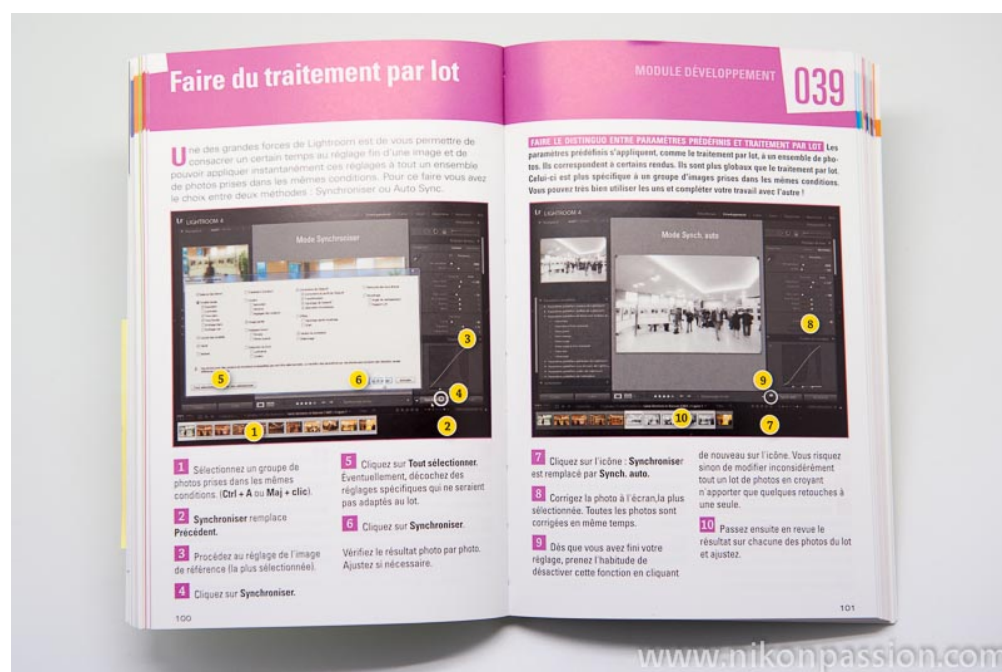 Faire du traitement par lot
Une des grandes forces de Lightroom est de vous permettre de
consacrer un certain temps au réglage fin d'une image et de
pouvoir appliquer instantanément ces réglages à tout un ensemble
de photos prises dans les mêmes conditions. Pour ce faire vous avez
le choix entre deux méthodes : Synchroniser ou Auto Sync.
LIGHTROOM 4
Mode Synchroniser
3
5
6
4
1
2
1 Sélectionnez un groupe de
photos prises dans les mêmes
conditions. (Ctrl + A ou Maj + clic).
2 Synchroniser remplace
Précédent.
3 Procédez au réglage de l'image
de référence (la plus sélectionnée).
4 Cliquez sur Synchroniser.
5 Cliquez sur Tout sélectionner.
Éventuellement, décochez des
réglages spécifiques qui ne seraient
pas adaptés au lot.
6 Cliquez sur Synchroniser.
Vérifiez le résultat photo par photo.
Ajustez si nécessaire.
100
MODULE DÉVELOPPEMENT 039
FAIRE LE DISTINGUO ENTRE PARAMÈTRES PRÉDÉFINIS ET TRAITEMENT PAR LOT Les
paramètres prédéfinis s'appliquent, comme le traitement par lot, à un ensemble de pho-
tos. Ils correspondent à certains rendus. Ils sont plus globaux que le traitement par lot.
Celui-ci est plus spécifique à un groupe d'images prises dans les mêmes conditions.
Vous pouvez très bien utiliser les uns et compléter votre travail avec l'autre !
LIGHTROOM 4
Mode Synch. auto
8
9
10
7
7 Cliquez sur l'icône : Synchroniser
est remplacé par Synch. auto.
8 Corrigez la photo à l'écran,la plus
sélectionnée. Toutes les photos sont
corrigées en même temps.
9 Dès que vous avez fini votre
réglage, prenez l'habitude de
désactiver cette fonction en cliquant
de nouveau sur l'icône. Vous risquez
sinon de modifier inconsidérément
tout un lot de photos en croyant
n'apporter que quelques retouches à
une seule.
10 Passez ensuite en revue le
résultat sur chacune des photos du lot
et ajustez.
101
www.nikonpassion.com